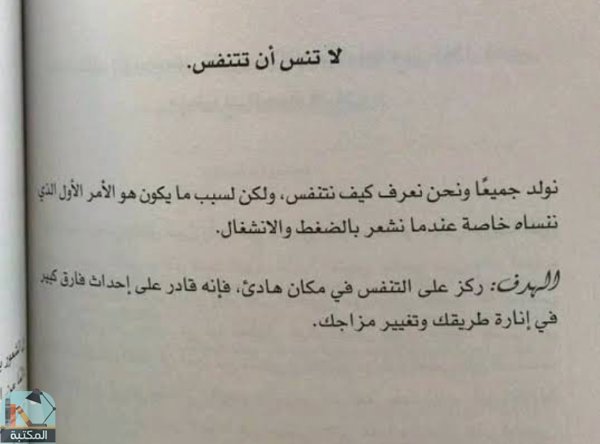 لا تنس أن تتنفس.
نولد جميعًا ونحن نعرف كيف نتنفس، ولكن لسبب ما يكون هو الأمر الأول الذي
ننساه خاصة عندما نشعر بالضغط والانشغال.
الهدف: ركز على التنفس في مكان هادئ، فإنه قادر على إحداث فارق كبير
في إنارة طريقك وتغيير مزاجك.
المكتبة